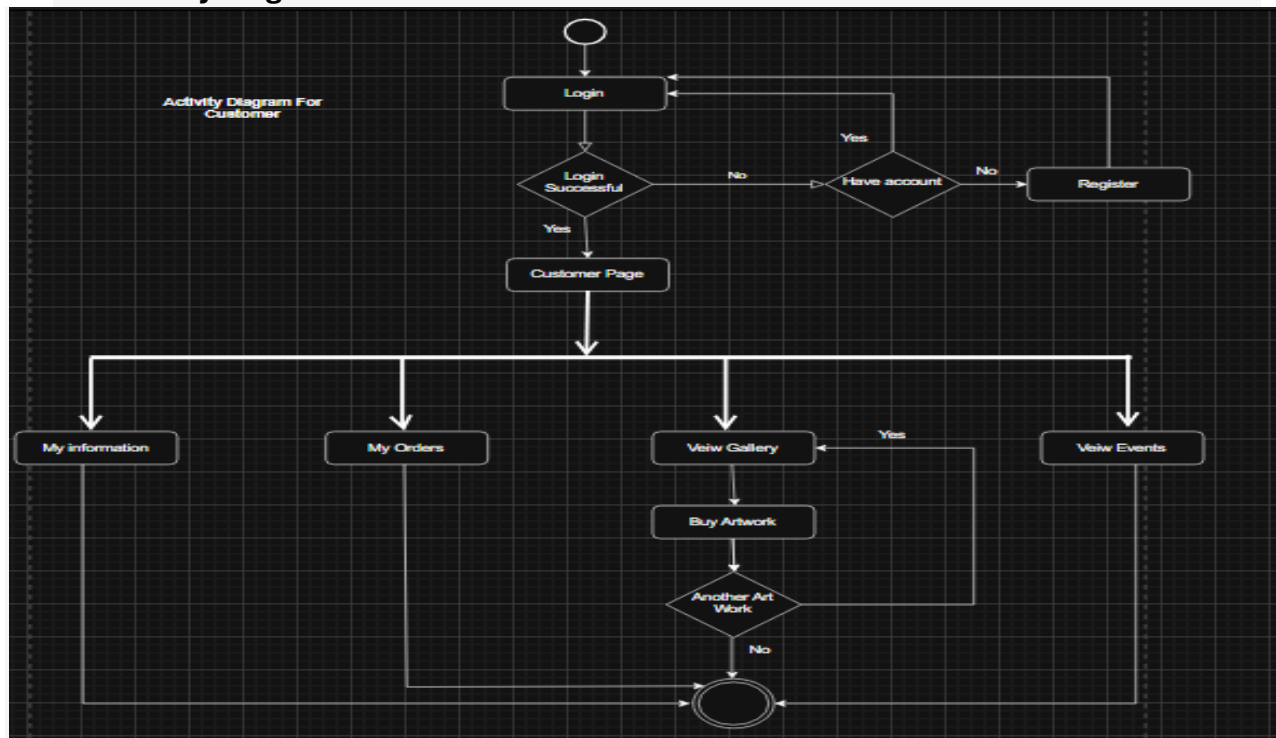 Activity Diagram For
Customer
Login
Yes
Login
Successful
No
Have account
No
Register
Yes
Customer Page
My information
My Orders
Veiw Gallery
Yes
Veiw Events
Buy Artwork
Another Art
Work
No